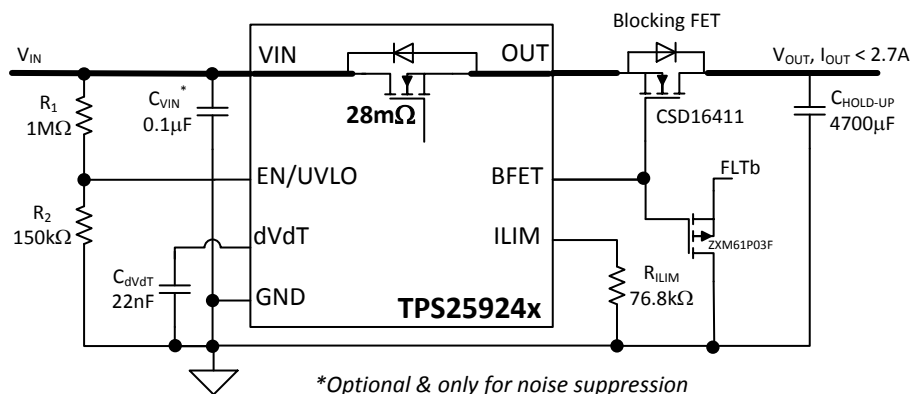 Blocking FET
VIN
VIN
OUT
VOUT, IOUT < 2.7A
R1
1MΩ
CVIN*
0.1µF
28mΩ
CSD16411
CHOLD-UP
4700µF
EN/UVLO
BFET
FLTb
R2
150kΩ
dVdT
ILIM
ZXM61P03F
CdVdT
22nF
GND
RILIM
76.8kΩ
TPS25924x
*Optional & only for noise suppression